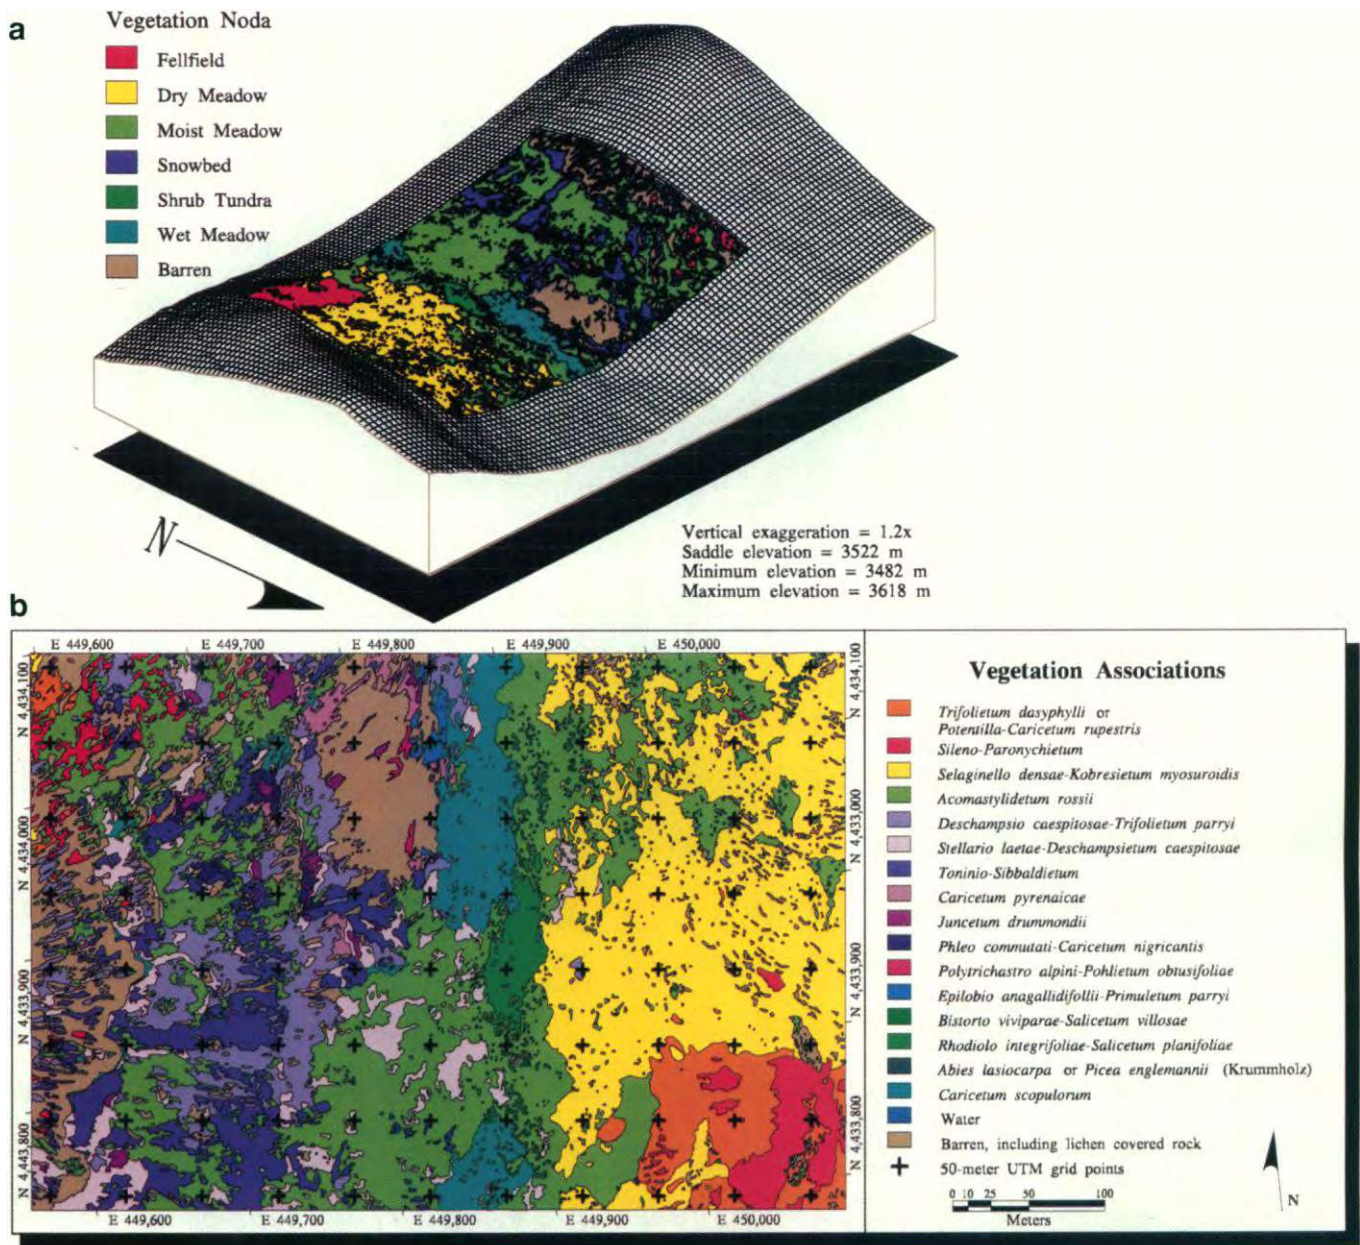 a
Vegetation Noda
Fellfield
Dry Meadow
Moist Meadow
Snowbed
Shrub Tundra
Wet Meadow
Barren
N
Vertical exaggeration = 1.2x
Saddle elevation = 3522 m
Minimum elevation = 3482 m
Maximum elevation = 3618 m
b
E 449,600 E 449,700 E 449,800 E 449,900 E 450,000
N 4,434,100
N 4,434,000
N 4,433,900
N 4,443,800
N 4,434,100
N 4,433,000
N 4,433,900
N 4,433,800
E 449,600 E 449,700 E 449,800 E 449,900 E 450,000
Vegetation Associations
Trifolietum dasyphylli or
Potentilla-Caricetum rupestris
Sileno-Paronychietum
Selaginello densae-Kobresietum myosuroidis
Acomastylidetum rossii
Deschampsio caespitosae-Trifolietum parryi
Stellario laetae-Deschampsietum caespitosae
Toninio-Sibbaldietum
Caricetum pyrenaicae
Juncetum drummondii
Phleo commutati-Caricetum nigricantis
Polytrichastro alpini-Pohlietum obtusifoliae
Epilobio anagallidifollii-Primuletum parryi
Bistorto viviparae-Salicetum villosae
Rhodiolo integrifoliae-Salicetum planifoliae
Abies lasiocarpa or Picea englemannii (Krummholz)
Caricetum scopulorum
Water
Barren, including lichen covered rock
50-meter UTM grid points
0 10 25 50 100
Meters
N